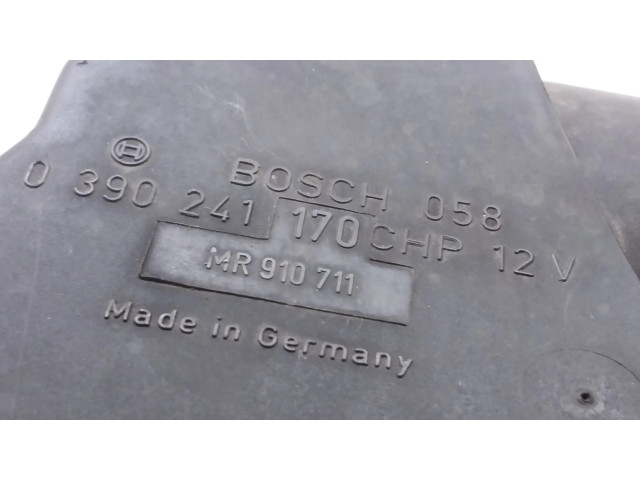 BOSCH 058
0 390 241 170 CHP 12 V
MR 910 711
Made in Germany